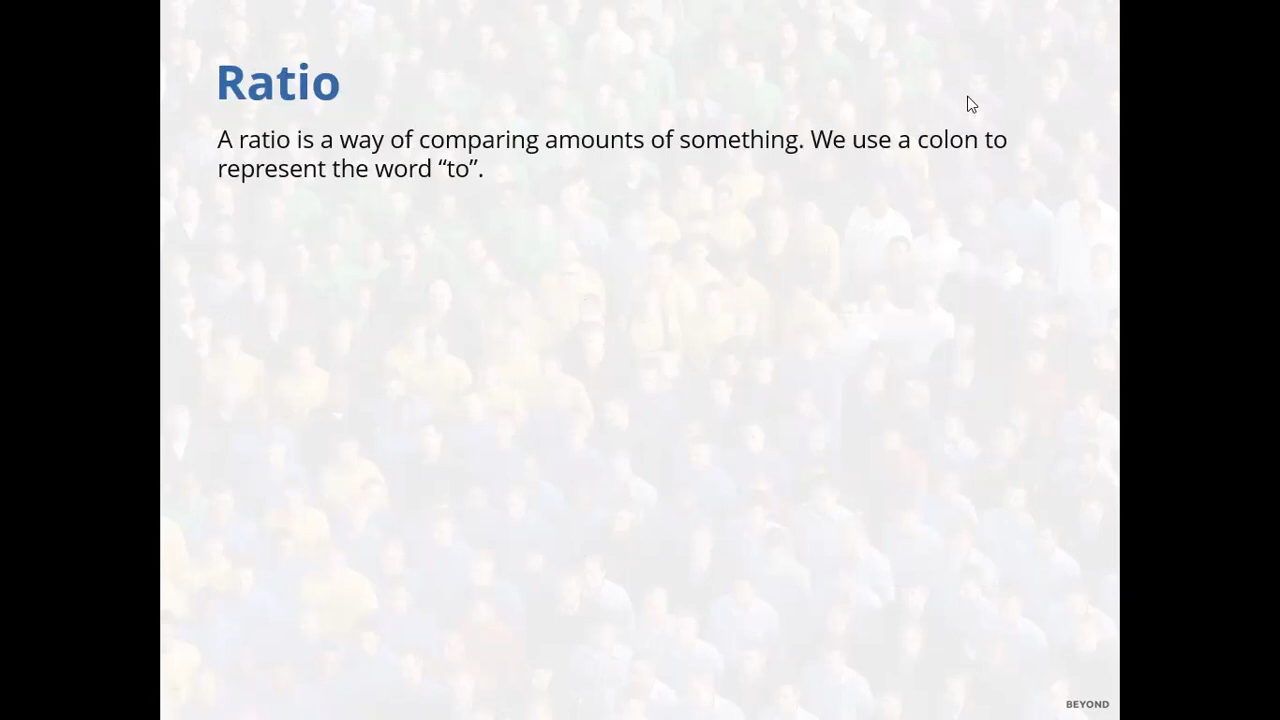 Ratio
A ratio is a way of comparing amounts of something. We use a colon to
represent the word “to”.
BEYOND